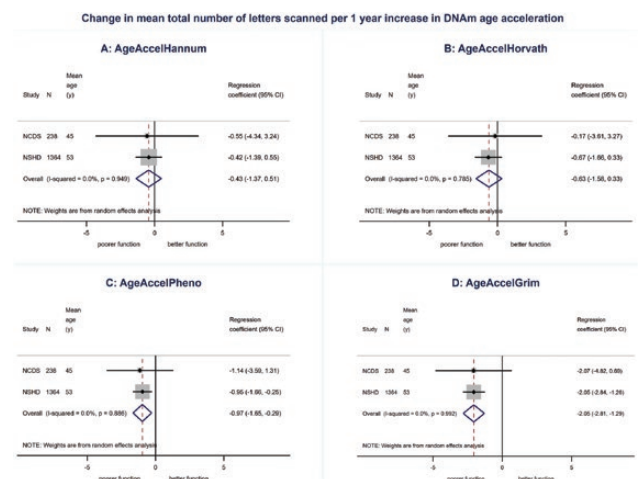 Change in mean total number of letters scanned per 1 year increase in DNAm age acceleration
A: AgeAccelHannum
Mean
age
Study N (y)
Regression
coefficient (95% CI)
NCDS 238 45 -0.55 (-4.34, 3.24)
NSHD 1364 53 -0.42 (-1.39, 0.55)
Overall (I-squared = 0.0%, p = 0.949) -0.43 (-1.37, 0.51)
NOTE: Weights are from random effects analysis
-5 0 5
poorer function better function
B: AgeAccelHorvath
Mean
age
Study N (y)
Regression
coefficient (95% CI)
NCDS 238 45 -0.17 (-3.61, 3.27)
NSHD 1364 53 -0.67 (-1.66, 0.33)
Overall (I-squared = 0.0%, p = 0.785) -0.63 (-1.58, 0.33)
NOTE: Weights are from random effects analysis
-5 0 5
poorer function better function
C: AgeAccelPheno
Mean
age
Study N (y)
Regression
coefficient (95% CI)
NCDS 238 45 -1.14 (-3.59, 1.31)
NSHD 1364 53 -0.95 (-1.66, -0.25)
Overall (I-squared = 0.0%, p = 0.886) -0.97 (-1.65, -0.29)
NOTE: Weights are from random effects analysis
-5 0 5
poorer function better function
D: AgeAccelGrim
Mean
age
Study N (y)
Regression
coefficient (95% CI)
NCDS 238 45 -2.07 (-4.82, 0.69)
NSHD 1364 53 -2.05 (-2.84, -1.26)
Overall (I-squared = 0.0%, p = 0.992) -2.05 (-2.81, -1.29)
NOTE: Weights are from random effects analysis
-5 0 5
poorer function better function